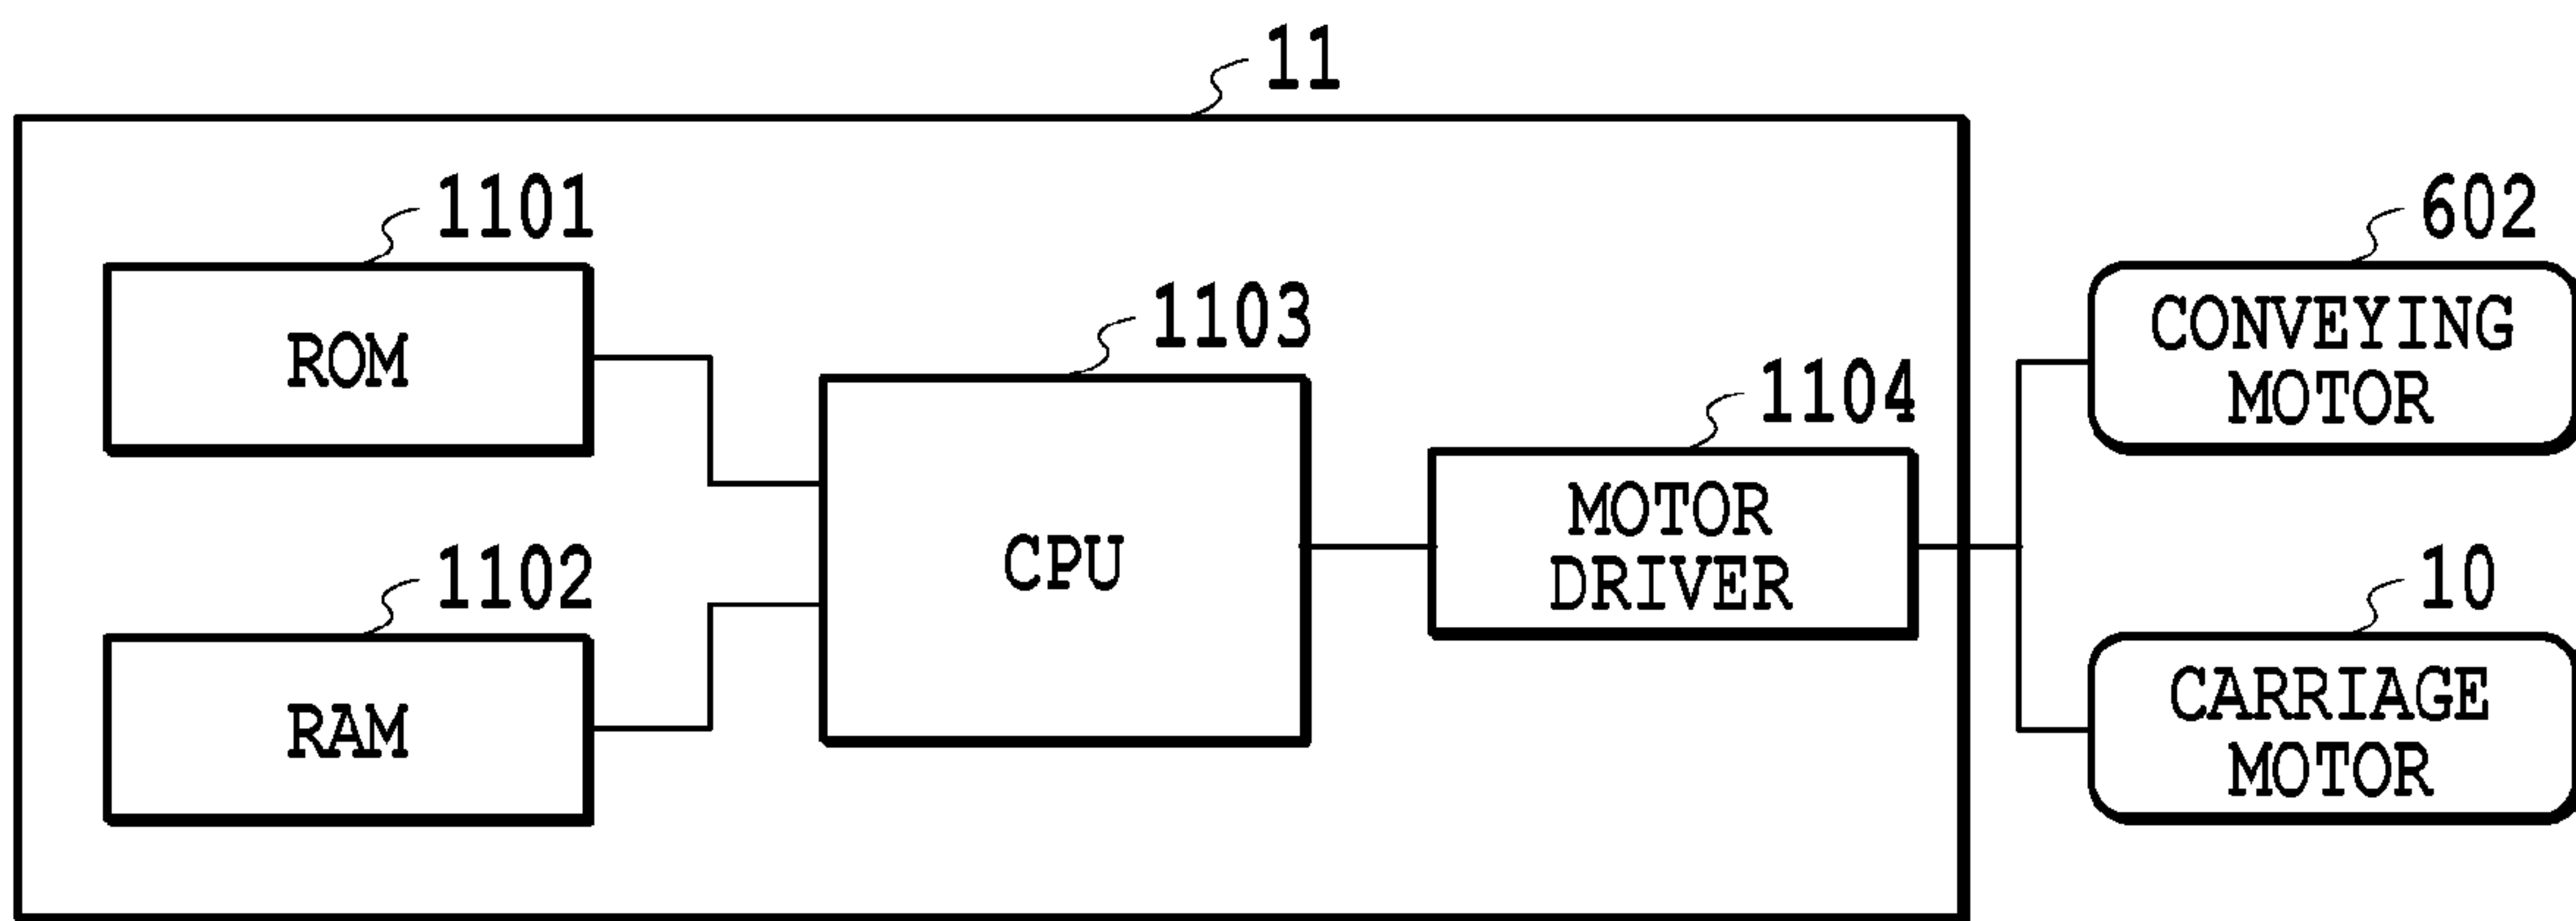 11
1101
ROM
1102
RAM
1103
CPU
1104
MOTOR
DRIVER
602
CONVEYING
MOTOR
10
CARRIAGE
MOTOR